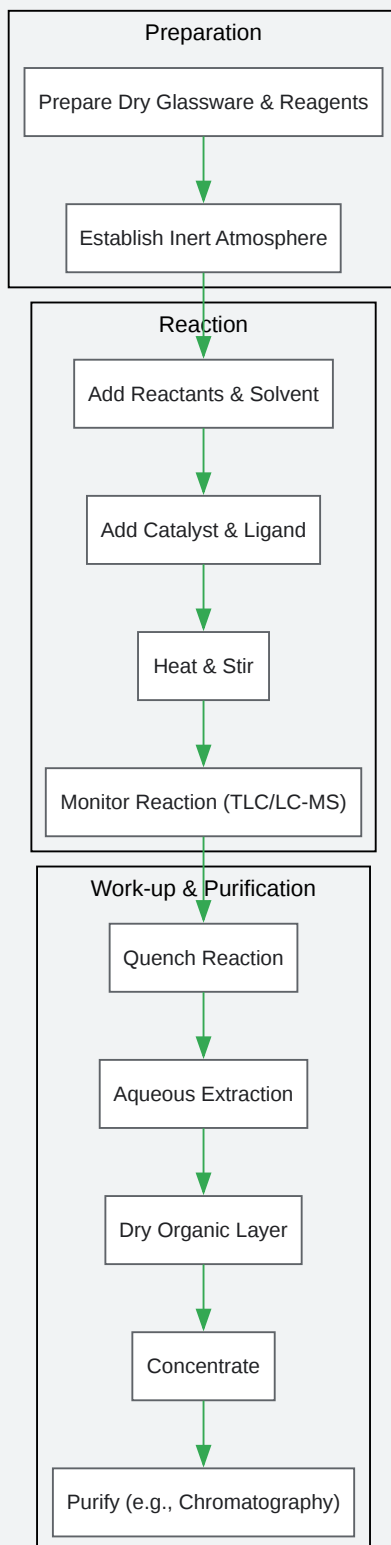 Preparation
Prepare Dry Glassware & Reagents
Establish Inert Atmosphere
Reaction
Add Reactants & Solvent
Add Catalyst & Ligand
Heat & Stir
Monitor Reaction (TLC/LC-MS)
Work-up & Purification
Quench Reaction
Aqueous Extraction
Dry Organic Layer
Concentrate
Purify (e.g., Chromatography)